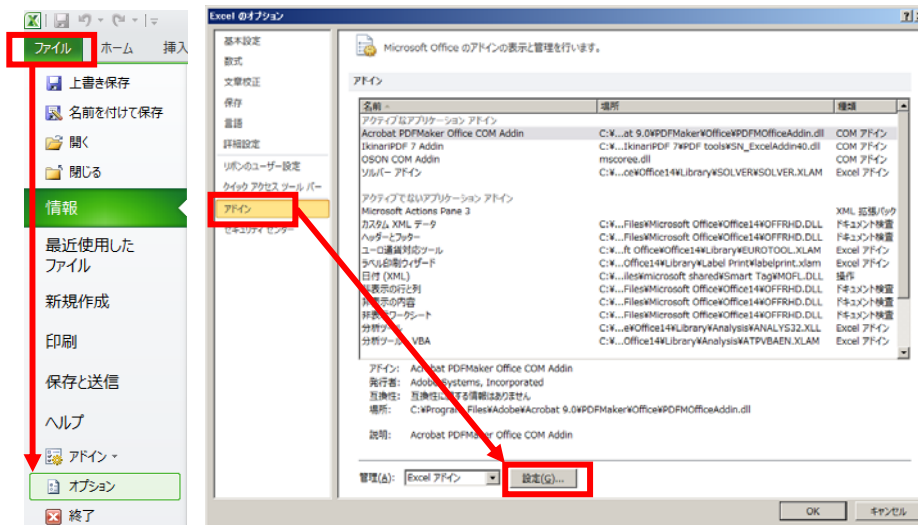 ファイル ホーム 挿入
上書き保存
名前を付けて保存
開く
閉じる
情報
最近使用した
ファイル
新規作成
印刷
保存と送信
ヘルプ
アドイン
オプション
終了
Excel のオプション
基本設定
数式
文章校正
保存
言語
詳細設定
リボンのユーザー設定
クイック アクセス ツール バー
アドイン
セキュリティ センター
Microsoft Office のアドインの表示と管理を行います。
アドイン
名前 場所 種類
アクティブなアプリケーション アドイン
Acrobat PDFMaker Office COM Addin C:¥...at 9.0¥PDFMaker¥Office¥PDFMOfficeAddin.dll COM アドイン
IkinariPDF 7 Addin C:¥...IkinariPDF 7¥PDF tools¥SN_ExcelAddin40.dll COM アドイン
OSON COM Addin mscoree.dll COM アドイン
ソルバー アドイン C:¥...ce¥Office14¥Library¥SOLVER¥SOLVER.XLAM Excel アドイン
アクティブでないアプリケーション アドイン
Microsoft Actions Pane 3 XML 拡張パック
カスタム XML データ C:¥...Files¥Microsoft Office¥Office14¥OFFRHD.DLL ドキュメント検査
ヘッダーとフッター C:¥...Files¥Microsoft Office¥Office14¥OFFRHD.DLL ドキュメント検査
ユーロ通貨対応ツール C:¥...ft Office¥Office14¥Library¥EUROTOOL.XLAM Excel アドイン
ラベル印刷ウィザード C:¥...Office14¥Library¥Label Print¥labelprint.xlam Excel アドイン
日付 (XML) C:¥...iles¥microsoft shared¥Smart Tag¥MOFL.DLL 操作
非表示の行と列 C:¥...Files¥Microsoft Office¥Office14¥OFFRHD.DLL ドキュメント検査
非表示の内容 C:¥...Files¥Microsoft Office¥Office14¥OFFRHD.DLL ドキュメント検査
非表示ワークシート C:¥...Files¥Microsoft Office¥Office14¥OFFRHD.DLL ドキュメント検査
分析ツール C:¥...e¥Office14¥Library¥Analysis¥ANALYS32.XLL Excel アドイン
分析ツール VBA C:¥...Office14¥Library¥Analysis¥ATPVBAEN.XLAM Excel アドイン
アドイン: Acrobat PDFMaker Office COM Addin
発行者: Adobe Systems, Incorporated
互換性: 互換性に関する情報はありません
場所: C:¥Program Files¥Adobe¥Acrobat 9.0¥PDFMaker¥Office¥PDFMOfficeAddin.dll
説明: Acrobat PDFMaker Office COM Addin
管理(A): Excel アドイン 設定(G)...
OK キャンセル